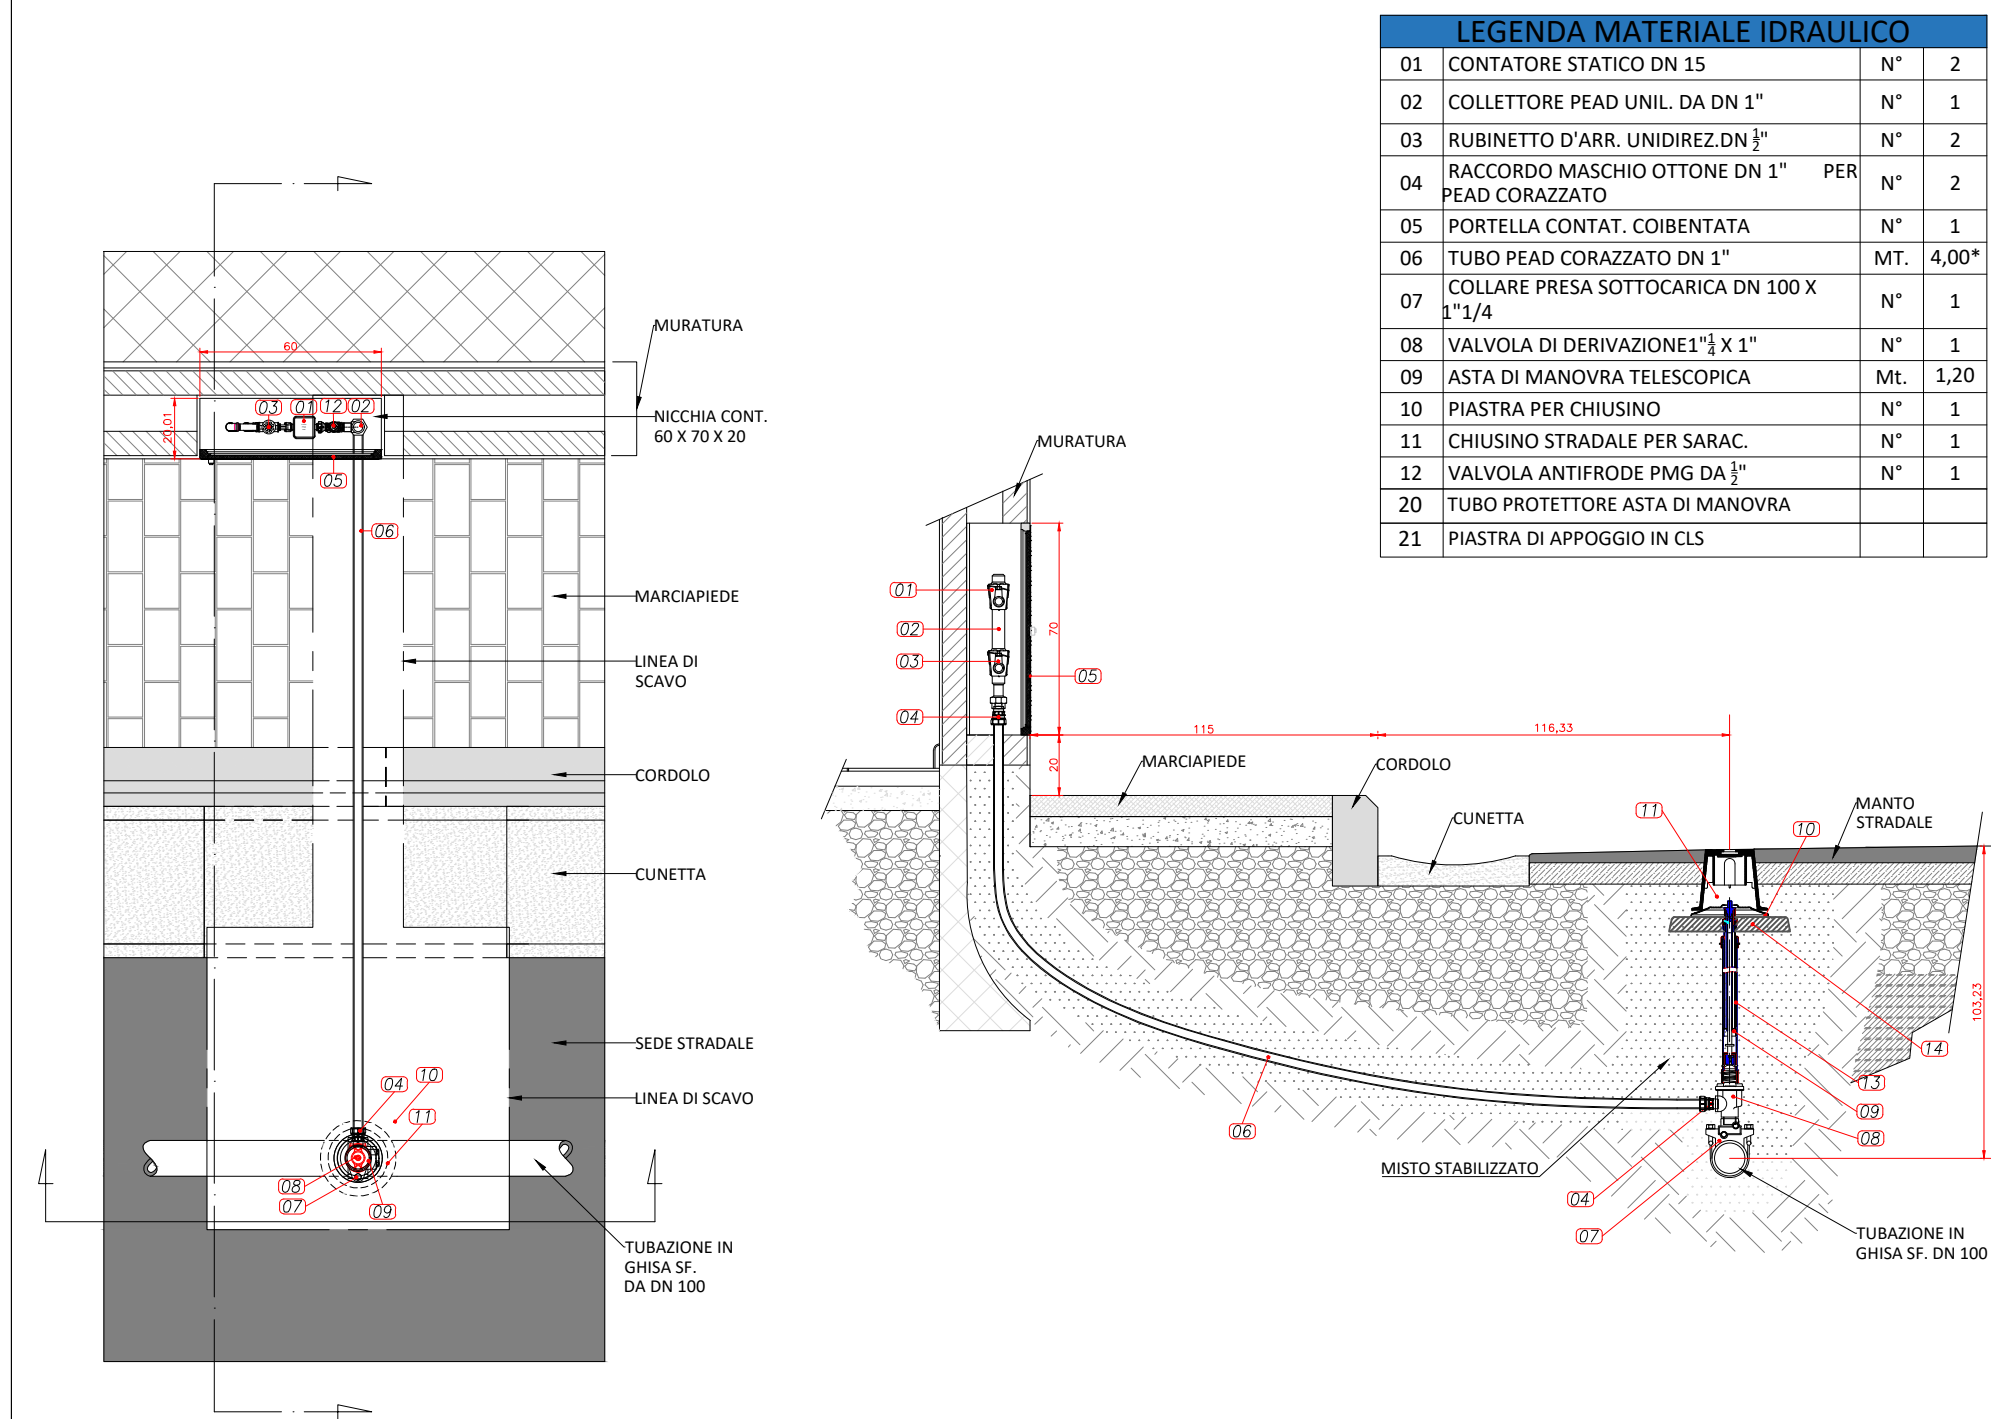 LEGENDA MATERIALE IDRAULICO
01 CONTATORE STATICO DN 15 N° 2
02 COLLETTORE PEAD UNIL. DA DN 1" N° 1
03 RUBINETTO D'ARR. UNIDIREZ.DN ½" N° 2
04 RACCORDO MASCHIO OTTONE DN 1" PER
PEAD CORAZZATO N° 2
05 PORTELLA CONTAT. COIBENTATA N° 1
06 TUBO PEAD CORAZZATO DN 1" MT. 4,00*
07 COLLARE PRESA SOTTOCARICA DN 100 X
1"1/4 N° 1
08 VALVOLA DI DERIVAZIONE1"¼ X 1" N° 1
09 ASTA DI MANOVRA TELESCOPICA Mt. 1,20
10 PIASTRA PER CHIUSINO N° 1
11 CHIUSINO STRADALE PER SARAC. N° 1
12 VALVOLA ANTIFRODE PMG DA ½" N° 1
20 TUBO PROTETTORE ASTA DI MANOVRA
21 PIASTRA DI APPOGGIO IN CLS
MURATURA
60
20,01
03 01 12 02
NICCHIA CONT.
60 X 70 X 20
05
06
MARCIAPIEDE
LINEA DI
SCAVO
CORDOLO
CUNETTA
SEDE STRADALE
10
04
11
LINEA DI SCAVO
08
07
09
TUBAZIONE IN
GHISA SF.
DA DN 100
MURATURA
01
02
03
04
70
05
115
116,33
20
MARCIAPIEDE
CORDOLO
CUNETTA
11
10
MANTO
STRADALE
103,23
14
13
09
08
06
MISTO STABILIZZATO
04
07
TUBAZIONE IN
GHISA SF. DN 100